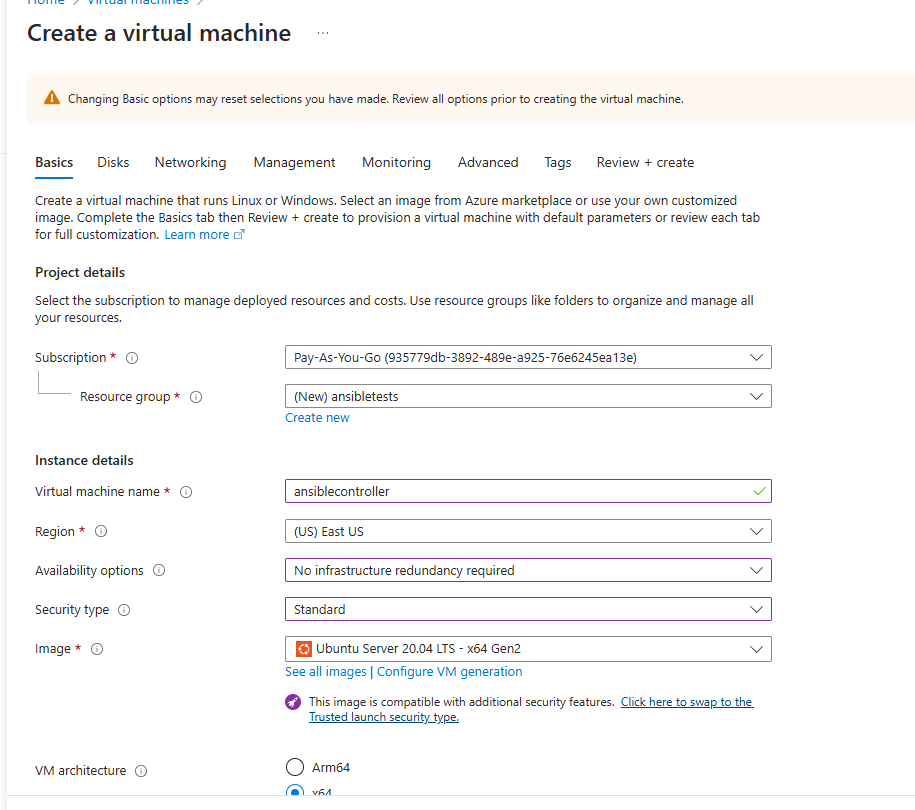 Home > Virtual machines >
Create a virtual machine ...
Changing Basic options may reset selections you have made. Review all options prior to creating the virtual machine.
Basics Disks Networking Management Monitoring Advanced Tags Review + create
Create a virtual machine that runs Linux or Windows. Select an image from Azure marketplace or use your own customized
image. Complete the Basics tab then Review + create to provision a virtual machine with default parameters or review each tab
for full customization. Learn more
Project details
Select the subscription to manage deployed resources and costs. Use resource groups like folders to organize and manage all
your resources.
Subscription * Pay-As-You-Go (935779db-3892-489e-a925-76e6245ea13e)
Resource group * (New) ansibletests
Create new
Instance details
Virtual machine name * ansiblecontroller
Region * (US) East US
Availability options No infrastructure redundancy required
Security type Standard
Image * Ubuntu Server 20.04 LTS - x64 Gen2
See all images | Configure VM generation
This image is compatible with additional security features. Click here to swap to the
Trusted launch security type.
VM architecture Arm64
x64